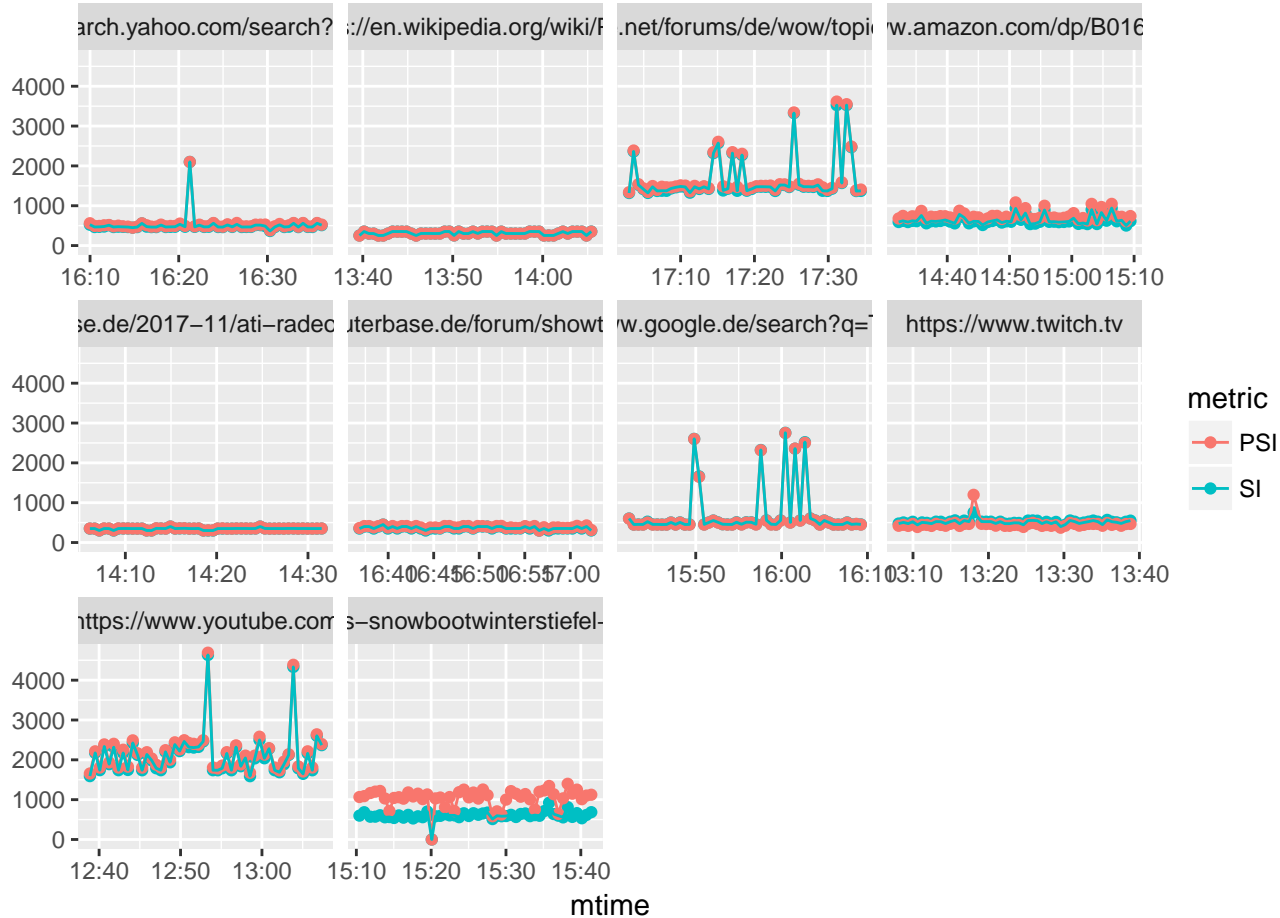 arch.yahoo.com/search?
s://en.wikipedia.org/wiki/F
.net/forums/de/wow/topic
w.amazon.com/dp/B016
4000
3000
2000
1000
0
16:10 16:20 16:30
13:40 13:50 14:00
17:10 17:20 17:30
14:40 14:50 15:00 15:10
se.de/2017−11/ati−radeo
uterbase.de/forum/showt
w.google.de/search?q=
https://www.twitch.tv
4000
3000
2000
1000
0
14:10 14:20 14:30
16:40 16:45 16:50 16:55 17:00
15:50 16:00 16:10
13:10 13:20 13:30 13:40
metric
PSI
SI
https://www.youtube.com
s−snowbootwinterstiefel−
4000
3000
2000
1000
0
12:40 12:50 13:00
15:10 15:20 15:30 15:40
mtime